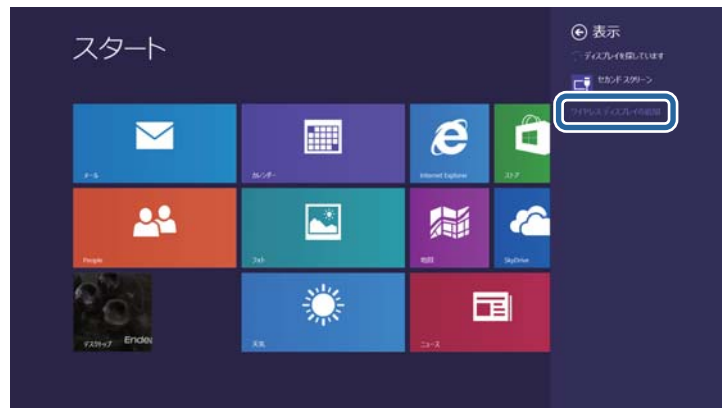 スタート
メール
カレンダー
Internet Explorer
ストア
People
フォト
地図
SkyDrive
デスクトップ
Endea
天気
ニュース
表示
ディスプレイを探しています
セカンド スクリーン
ワイヤレス ディスプレイの追加